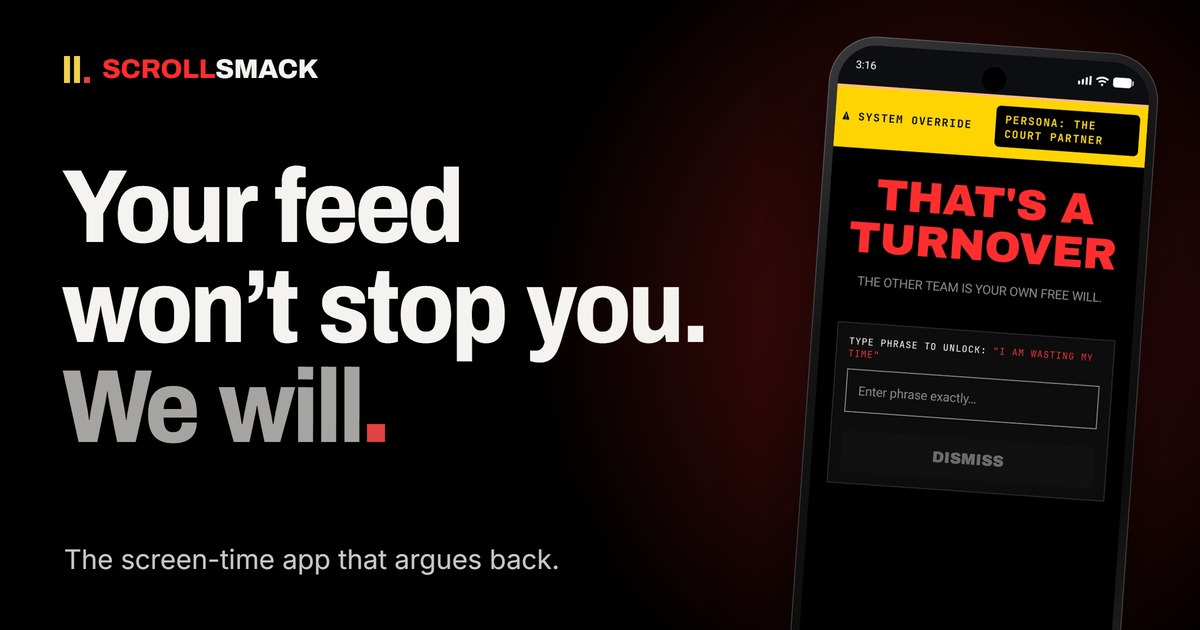 SCROLLSMACK
Your feed
won’t stop you.
We will.
The screen-time app that argues back.
3:16
SYSTEM OVERRIDE
PERSONA: THE
COURT PARTNER
THAT'S A
TURNOVER
THE OTHER TEAM IS YOUR OWN FREE WILL.
TYPE PHRASE TO UNLOCK: "I AM WASTING MY
TIME"
Enter phrase exactly...
DISMISS